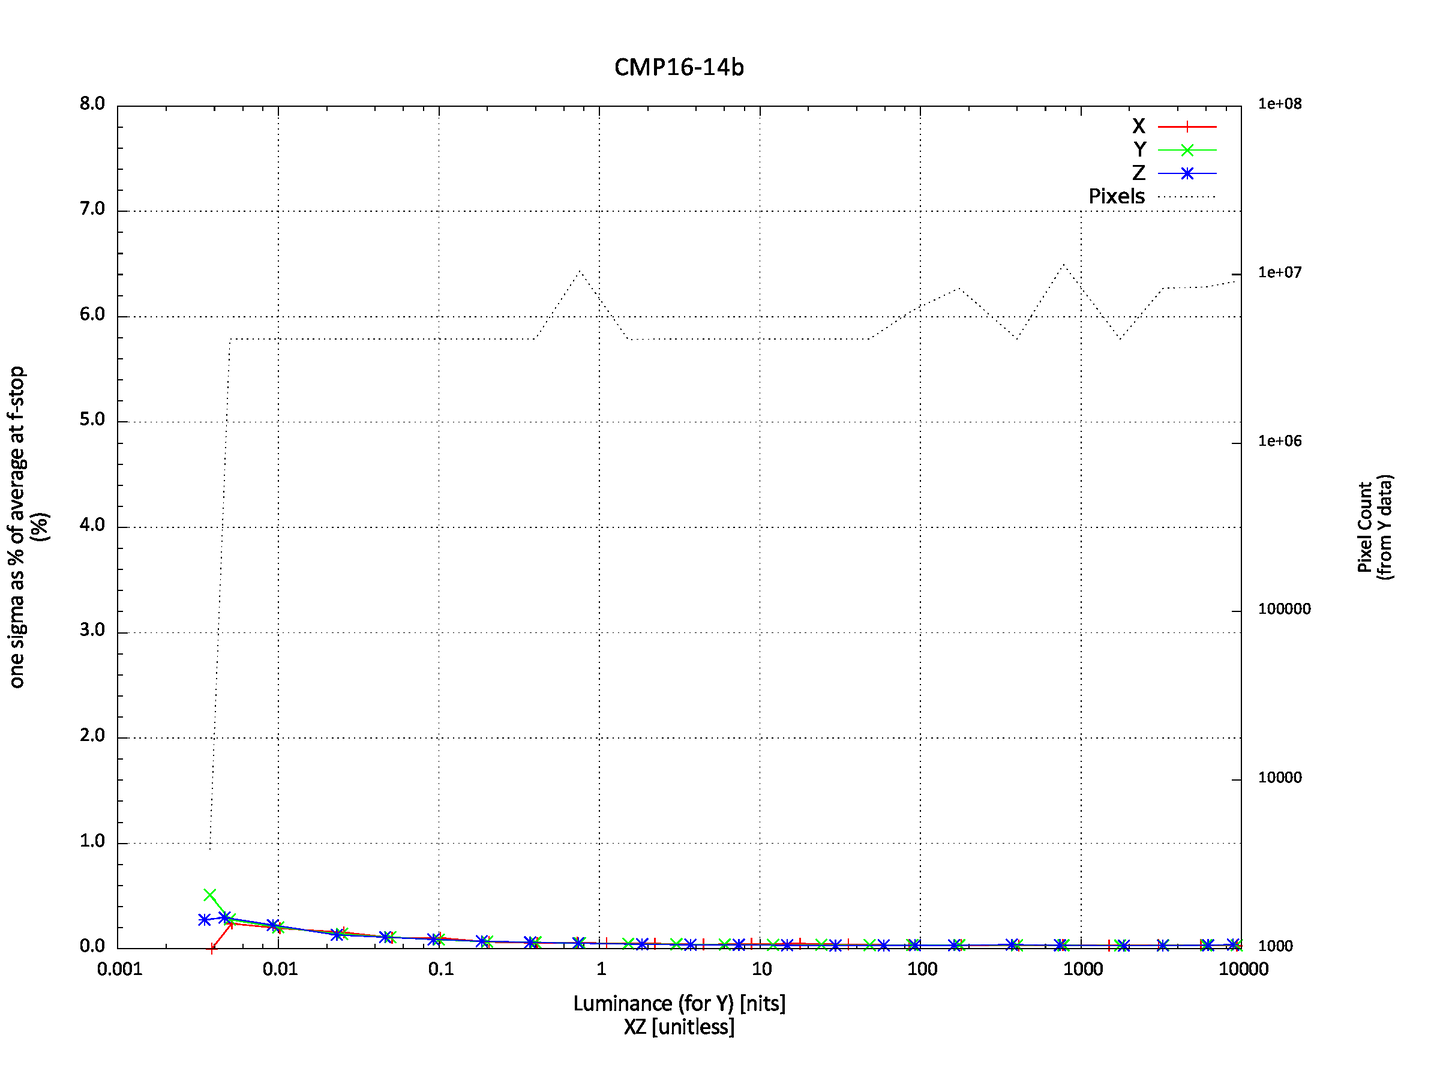 CMP16-14b
8.0
7.0
6.0
5.0
4.0
3.0
2.0
1.0
0.0
one sigma as % of average at f-stop
(%)
X
Y
Z
Pixels
1e+08
1e+07
1e+06
100000
10000
1000
Pixel Count
(from Y data)
0.001 0.01 0.1 1 10 100 1000 10000
Luminance (for Y) [nits]
XZ [unitless]